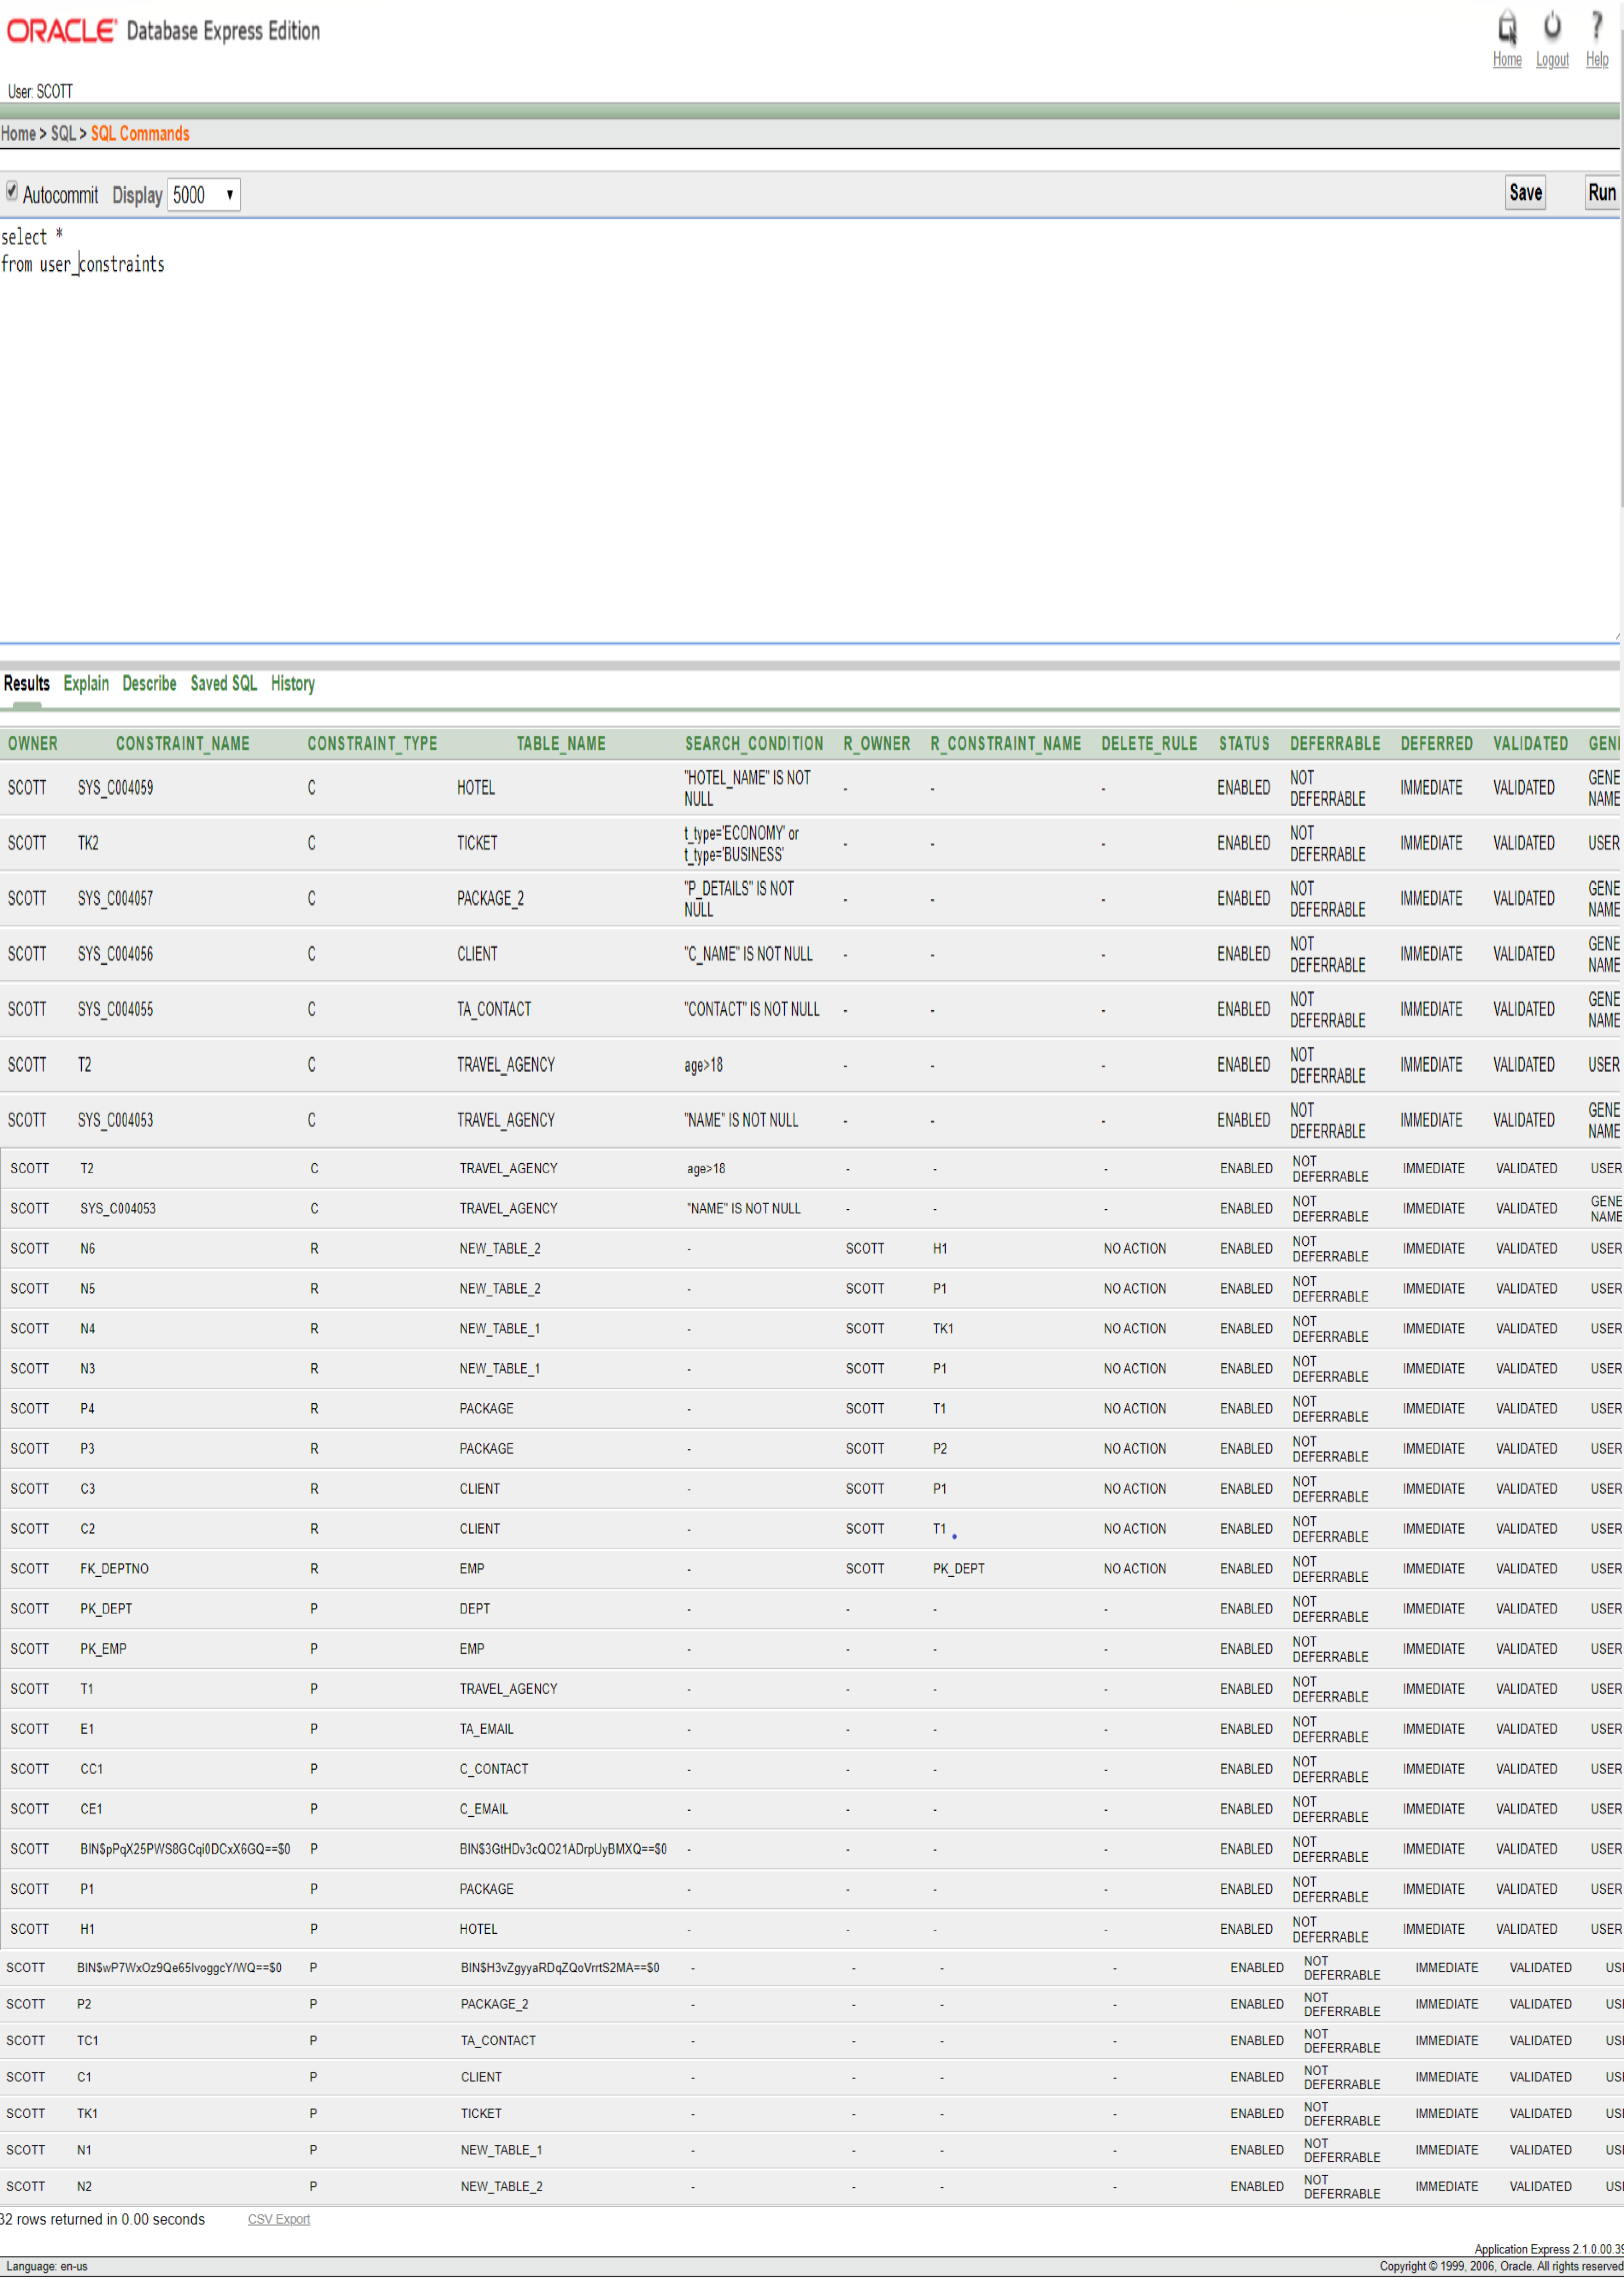 ORACLE Database Express Edition
Home Logout Help
User: SCOTT
Home > SQL > SQL Commands
Autocommit Display 5000 Save Run
select *
from user_constraints
Results Explain Describe Saved SQL History
OWNER CONSTRAINT_NAME CONSTRAINT_TYPE TABLE_NAME SEARCH_CONDITION R_OWNER R_CONSTRAINT_NAME DELETE_RULE STATUS DEFERRABLE DEFERRED VALIDATED GEN
SCOTT SYS_C004059 C HOTEL "HOTEL_NAME" IS NOT NULL - - - ENABLED NOT DEFERRABLE IMMEDIATE VALIDATED GENE NAME
SCOTT TK2 C TICKET t_type='ECONOMY' or t_type='BUSINESS' - - - ENABLED NOT DEFERRABLE IMMEDIATE VALIDATED USER
SCOTT SYS_C004057 C PACKAGE_2 "P_DETAILS" IS NOT NULL - - - ENABLED NOT DEFERRABLE IMMEDIATE VALIDATED GENE NAME
SCOTT SYS_C004056 C CLIENT "C_NAME" IS NOT NULL - - - ENABLED NOT DEFERRABLE IMMEDIATE VALIDATED GENE NAME
SCOTT SYS_C004055 C TA_CONTACT "CONTACT" IS NOT NULL - - - ENABLED NOT DEFERRABLE IMMEDIATE VALIDATED GENE NAME
SCOTT T2 C TRAVEL_AGENCY age>18 - - - ENABLED NOT DEFERRABLE IMMEDIATE VALIDATED USER
SCOTT SYS_C004053 C TRAVEL_AGENCY "NAME" IS NOT NULL - - - ENABLED NOT DEFERRABLE IMMEDIATE VALIDATED GENE NAME
SCOTT T2 C TRAVEL_AGENCY age>18 - - - ENABLED NOT DEFERRABLE IMMEDIATE VALIDATED USER
SCOTT SYS_C004053 C TRAVEL_AGENCY "NAME" IS NOT NULL - - - ENABLED NOT DEFERRABLE IMMEDIATE VALIDATED GENE NAME
SCOTT N6 R NEW_TABLE_2 - SCOTT H1 NO ACTION ENABLED NOT DEFERRABLE IMMEDIATE VALIDATED USER
SCOTT N5 R NEW_TABLE_2 - SCOTT P1 NO ACTION ENABLED NOT DEFERRABLE IMMEDIATE VALIDATED USER
SCOTT N4 R NEW_TABLE_1 - SCOTT TK1 NO ACTION ENABLED NOT DEFERRABLE IMMEDIATE VALIDATED USER
SCOTT N3 R NEW_TABLE_1 - SCOTT P1 NO ACTION ENABLED NOT DEFERRABLE IMMEDIATE VALIDATED USER
SCOTT P4 R PACKAGE - SCOTT T1 NO ACTION ENABLED NOT DEFERRABLE IMMEDIATE VALIDATED USER
SCOTT P3 R PACKAGE - SCOTT P2 NO ACTION ENABLED NOT DEFERRABLE IMMEDIATE VALIDATED USER
SCOTT C3 R CLIENT - SCOTT P1 NO ACTION ENABLED NOT DEFERRABLE IMMEDIATE VALIDATED USER
SCOTT C2 R CLIENT - SCOTT T1 NO ACTION ENABLED NOT DEFERRABLE IMMEDIATE VALIDATED USER
SCOTT FK_DEPTNO R EMP - SCOTT PK_DEPT NO ACTION ENABLED NOT DEFERRABLE IMMEDIATE VALIDATED USER
SCOTT PK_DEPT P DEPT - - - - ENABLED NOT DEFERRABLE IMMEDIATE VALIDATED USER
SCOTT PK_EMP P EMP - - - - ENABLED NOT DEFERRABLE IMMEDIATE VALIDATED USER
SCOTT T1 P TRAVEL_AGENCY - - - - ENABLED NOT DEFERRABLE IMMEDIATE VALIDATED USER
SCOTT E1 P TA_EMAIL - - - - ENABLED NOT DEFERRABLE IMMEDIATE VALIDATED USER
SCOTT CC1 P C_CONTACT - - - - ENABLED NOT DEFERRABLE IMMEDIATE VALIDATED USER
SCOTT CE1 P C_EMAIL - - - - ENABLED NOT DEFERRABLE IMMEDIATE VALIDATED USER
SCOTT BIN$pPqX25PWS8GCqi0DCxX6GQ==$0 P BIN$3GtHDv3cQO21ADrpUyBMXQ==$0 - - - - ENABLED NOT DEFERRABLE IMMEDIATE VALIDATED USER
SCOTT P1 P PACKAGE - - - - ENABLED NOT DEFERRABLE IMMEDIATE VALIDATED USER
SCOTT H1 P HOTEL - - - - ENABLED NOT DEFERRABLE IMMEDIATE VALIDATED USER
SCOTT BIN$wP7WxOz9Qe65IvoggcY/WQ==$0 P BIN$H3vZgyyaRDqZQoVrrtS2MA==$0 - - - - ENABLED NOT DEFERRABLE IMMEDIATE VALIDATED US
SCOTT P2 P PACKAGE_2 - - - - ENABLED NOT DEFERRABLE IMMEDIATE VALIDATED US
SCOTT TC1 P TA_CONTACT - - - - ENABLED NOT DEFERRABLE IMMEDIATE VALIDATED US
SCOTT C1 P CLIENT - - - - ENABLED NOT DEFERRABLE IMMEDIATE VALIDATED US
SCOTT TK1 P TICKET - - - - ENABLED NOT DEFERRABLE IMMEDIATE VALIDATED US
SCOTT N1 P NEW_TABLE_1 - - - - ENABLED NOT DEFERRABLE IMMEDIATE VALIDATED US
SCOTT N2 P NEW_TABLE_2 - - - - ENABLED NOT DEFERRABLE IMMEDIATE VALIDATED US
32 rows returned in 0.00 seconds CSV Export
Application Express 2.1.0.00.39
Language: en-us Copyright © 1999, 2006, Oracle. All rights reserved